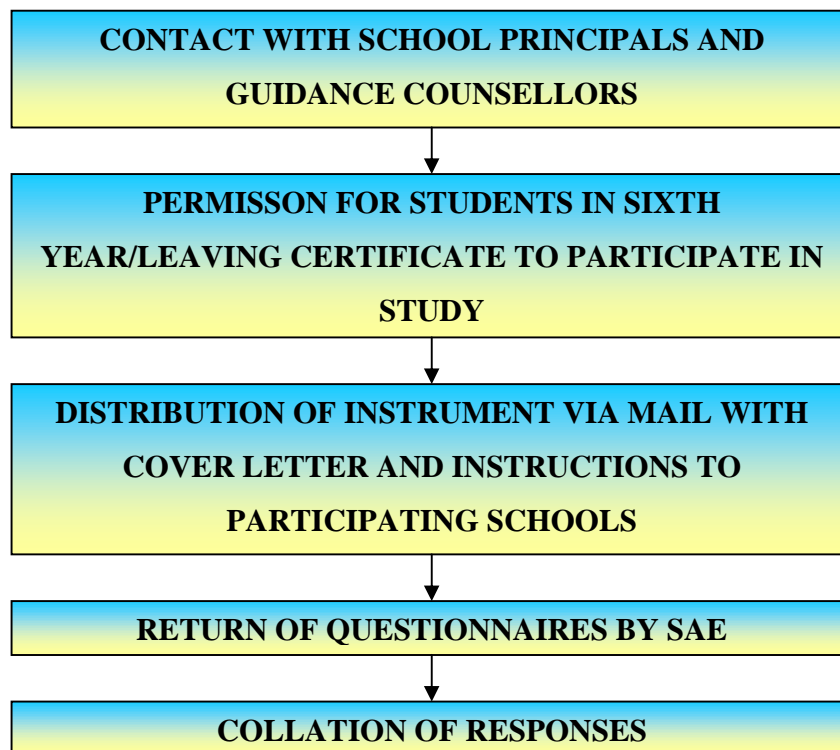 CONTACT WITH SCHOOL PRINCIPALS AND
GUIDANCE COUNSELLORS
PERMISSON FOR STUDENTS IN SIXTH
YEAR/LEAVING CERTIFICATE TO PARTICIPATE IN
STUDY
DISTRIBUTION OF INSTRUMENT VIA MAIL WITH
COVER LETTER AND INSTRUCTIONS TO
PARTICIPATING SCHOOLS
RETURN OF QUESTIONNAIRES BY SAE
COLLATION OF RESPONSES